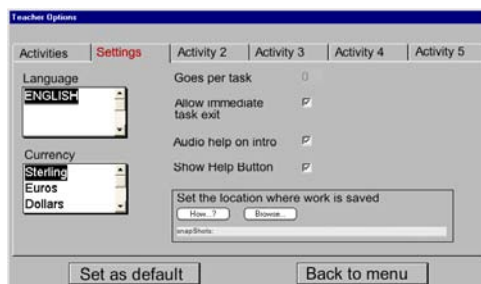 Teacher Options
Activities Settings Activity 2 Activity 3 Activity 4 Activity 5
Language
ENGLISH
Currency
Sterling
Euros
Dollars
Goes per task 0
Allow immediate
task exit
Audio help on intro
Show Help Button
Set the location where work is saved
How...? Browse...
snapShots:
Set as default Back to menu